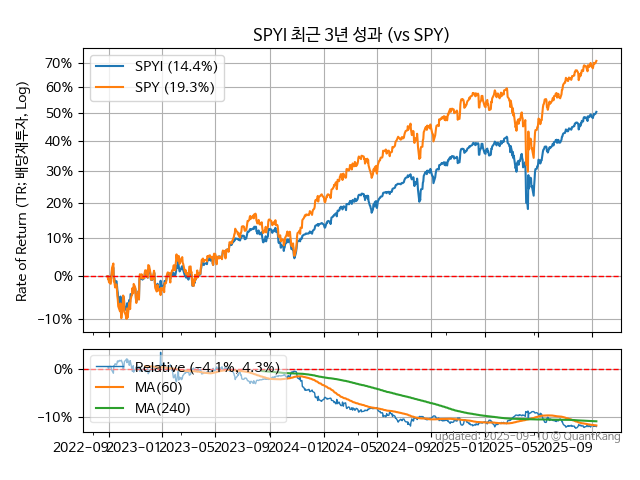 SPYI 최근 3년 성과 (vs SPY)
Rate of Return (TR; 배당재투자, Log)
SPYI (14.4%)
SPY (19.3%)
70%
60%
50%
40%
30%
20%
10%
0%
−10%
Relative (−4.1%, 4.3%)
MA(60)
MA(240)
0%
−10%
2022-09
2023-01
2023-05
2023-09
2024-01
2024-05
2024-09
2025-01
2025-05
2025-09
updated: 2025-09-10 © QuantKang